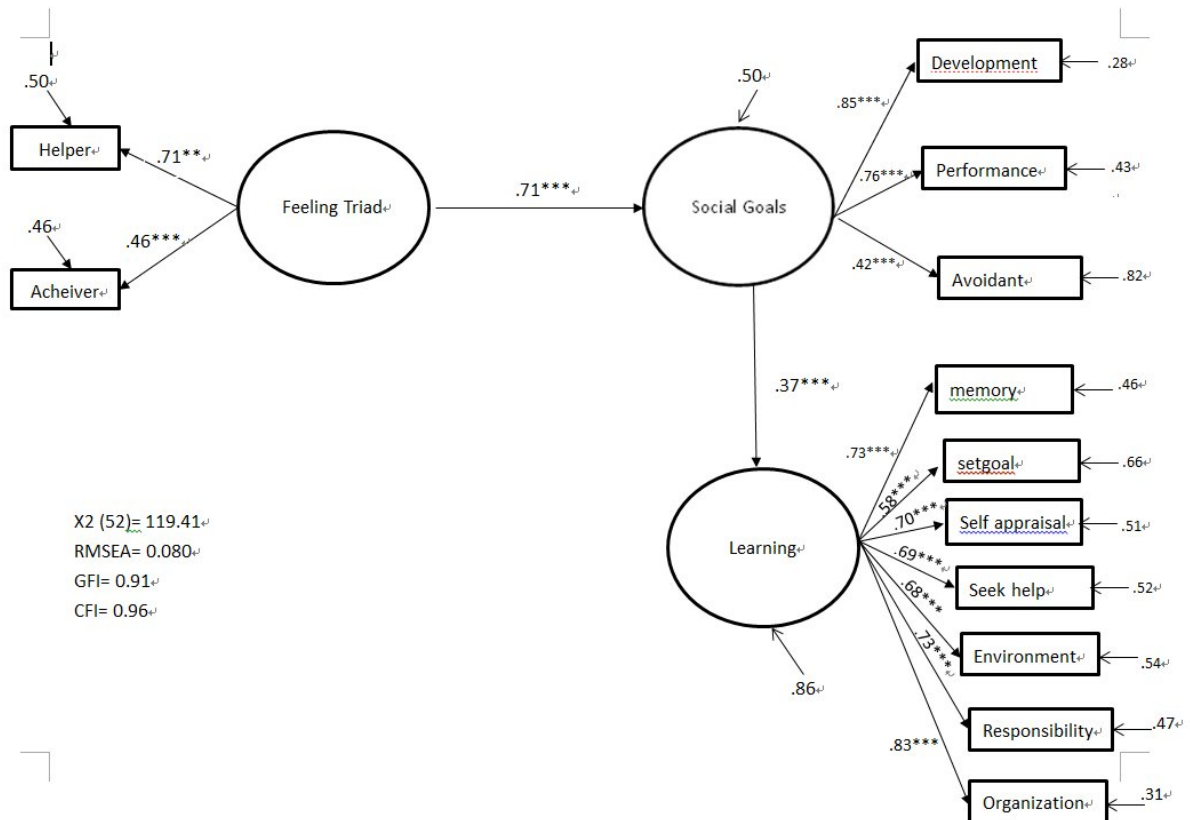 .50
Helper
.71**
.46
.46***
Acheiver
Feeling Triad
.71***
.50
Social Goals
.85***
Development
.28
.76***
Performance
.43
.42***
Avoidant
.82
.37***
Learning
.86
.73***
memory
.46
.58***
setgoal
.66
.70***
Self appraisal
.51
.69***
Seek help
.52
.68***
Environment
.54
.73***
Responsibility
.47
.83***
Organization
.31
X2 (52)= 119.41
RMSEA= 0.080
GFI= 0.91
CFI= 0.96